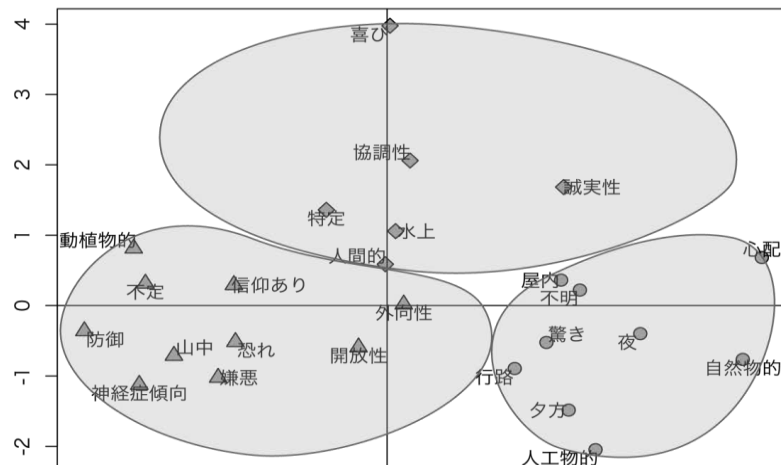 4
喜び
3
協調性
2
誠実性
特定
水上
動植物的
1
人間的
心配
不定
信仰あり
屋内
不明
0
外向性
防御
山中
恐れ
開放性
驚き
夜
-1
神経症傾向
嫌悪
行路
自然物的
夕方
-2
人工物的